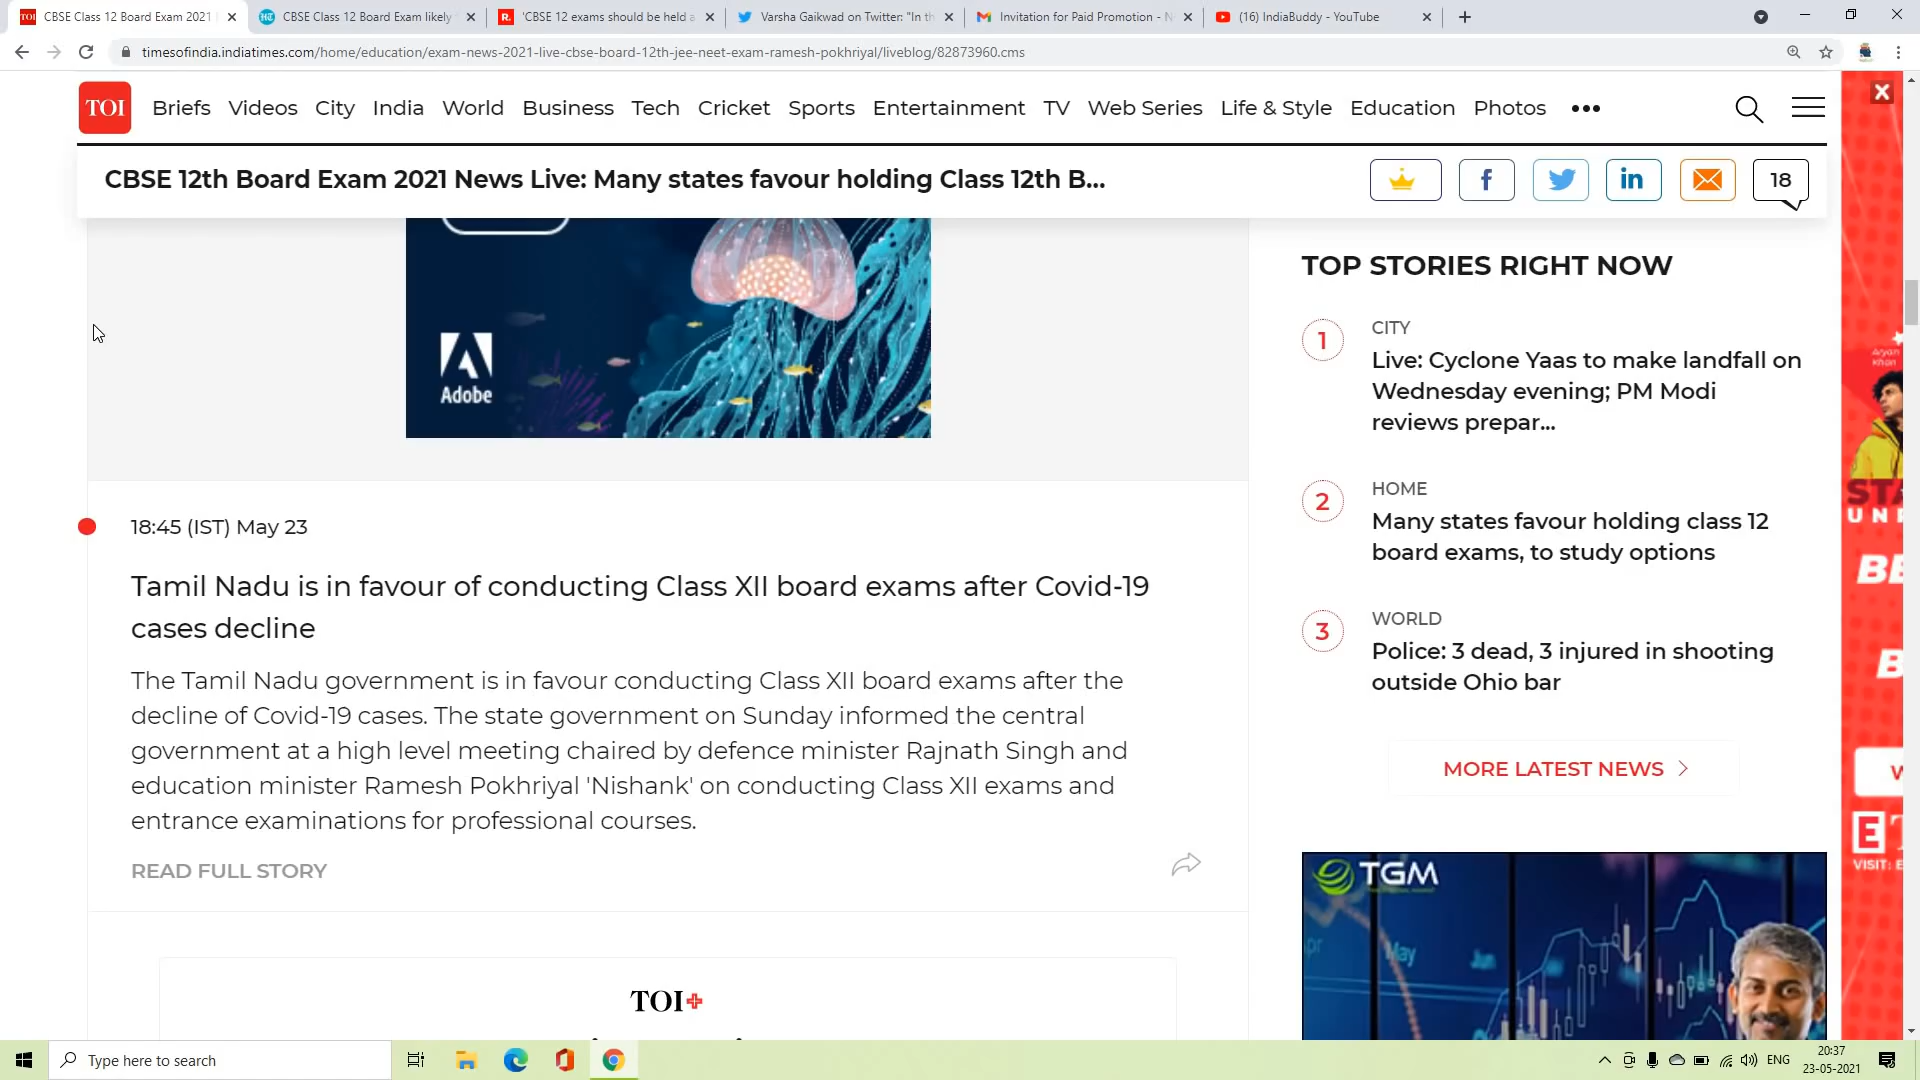 CBSE Class 12 Board Exam 2021
CBSE Class 12 Board Exam likely
'CBSE 12 exams should be held a
Varsha Gaikwad on Twitter: "In th
Invitation for Paid Promotion - N
(16) IndiaBuddy - YouTube
timesofindia.indiatimes.com/home/education/exam-news-2021-live-cbse-board-12th-jee-neet-exam-ramesh-pokhriyal/liveblog/82873960.cms
TOI Briefs Videos City India World Business Tech Cricket Sports Entertainment TV Web Series Life & Style Education Photos •••
CBSE 12th Board Exam 2021 News Live: Many states favour holding Class 12th B...
18
Adobe
18:45 (IST) May 23
Tamil Nadu is in favour of conducting Class XII board exams after Covid-19
cases decline
The Tamil Nadu government is in favour conducting Class XII board exams after the
decline of Covid-19 cases. The state government on Sunday informed the central
government at a high level meeting chaired by defence minister Rajnath Singh and
education minister Ramesh Pokhriyal 'Nishank' on conducting Class XII exams and
entrance examinations for professional courses.
READ FULL STORY
TOI+
TOP STORIES RIGHT NOW
1
CITY
Live: Cyclone Yaas to make landfall on
Wednesday evening; PM Modi
reviews prepar...
2
HOME
Many states favour holding class 12
board exams, to study options
3
WORLD
Police: 3 dead, 3 injured in shooting
outside Ohio bar
MORE LATEST NEWS
TGM
May
Jun
Aryan
Khan
STA
UNR
BE
B
W
ET
VISIT: E
Type here to search
ENG
20:37
23-05-2021